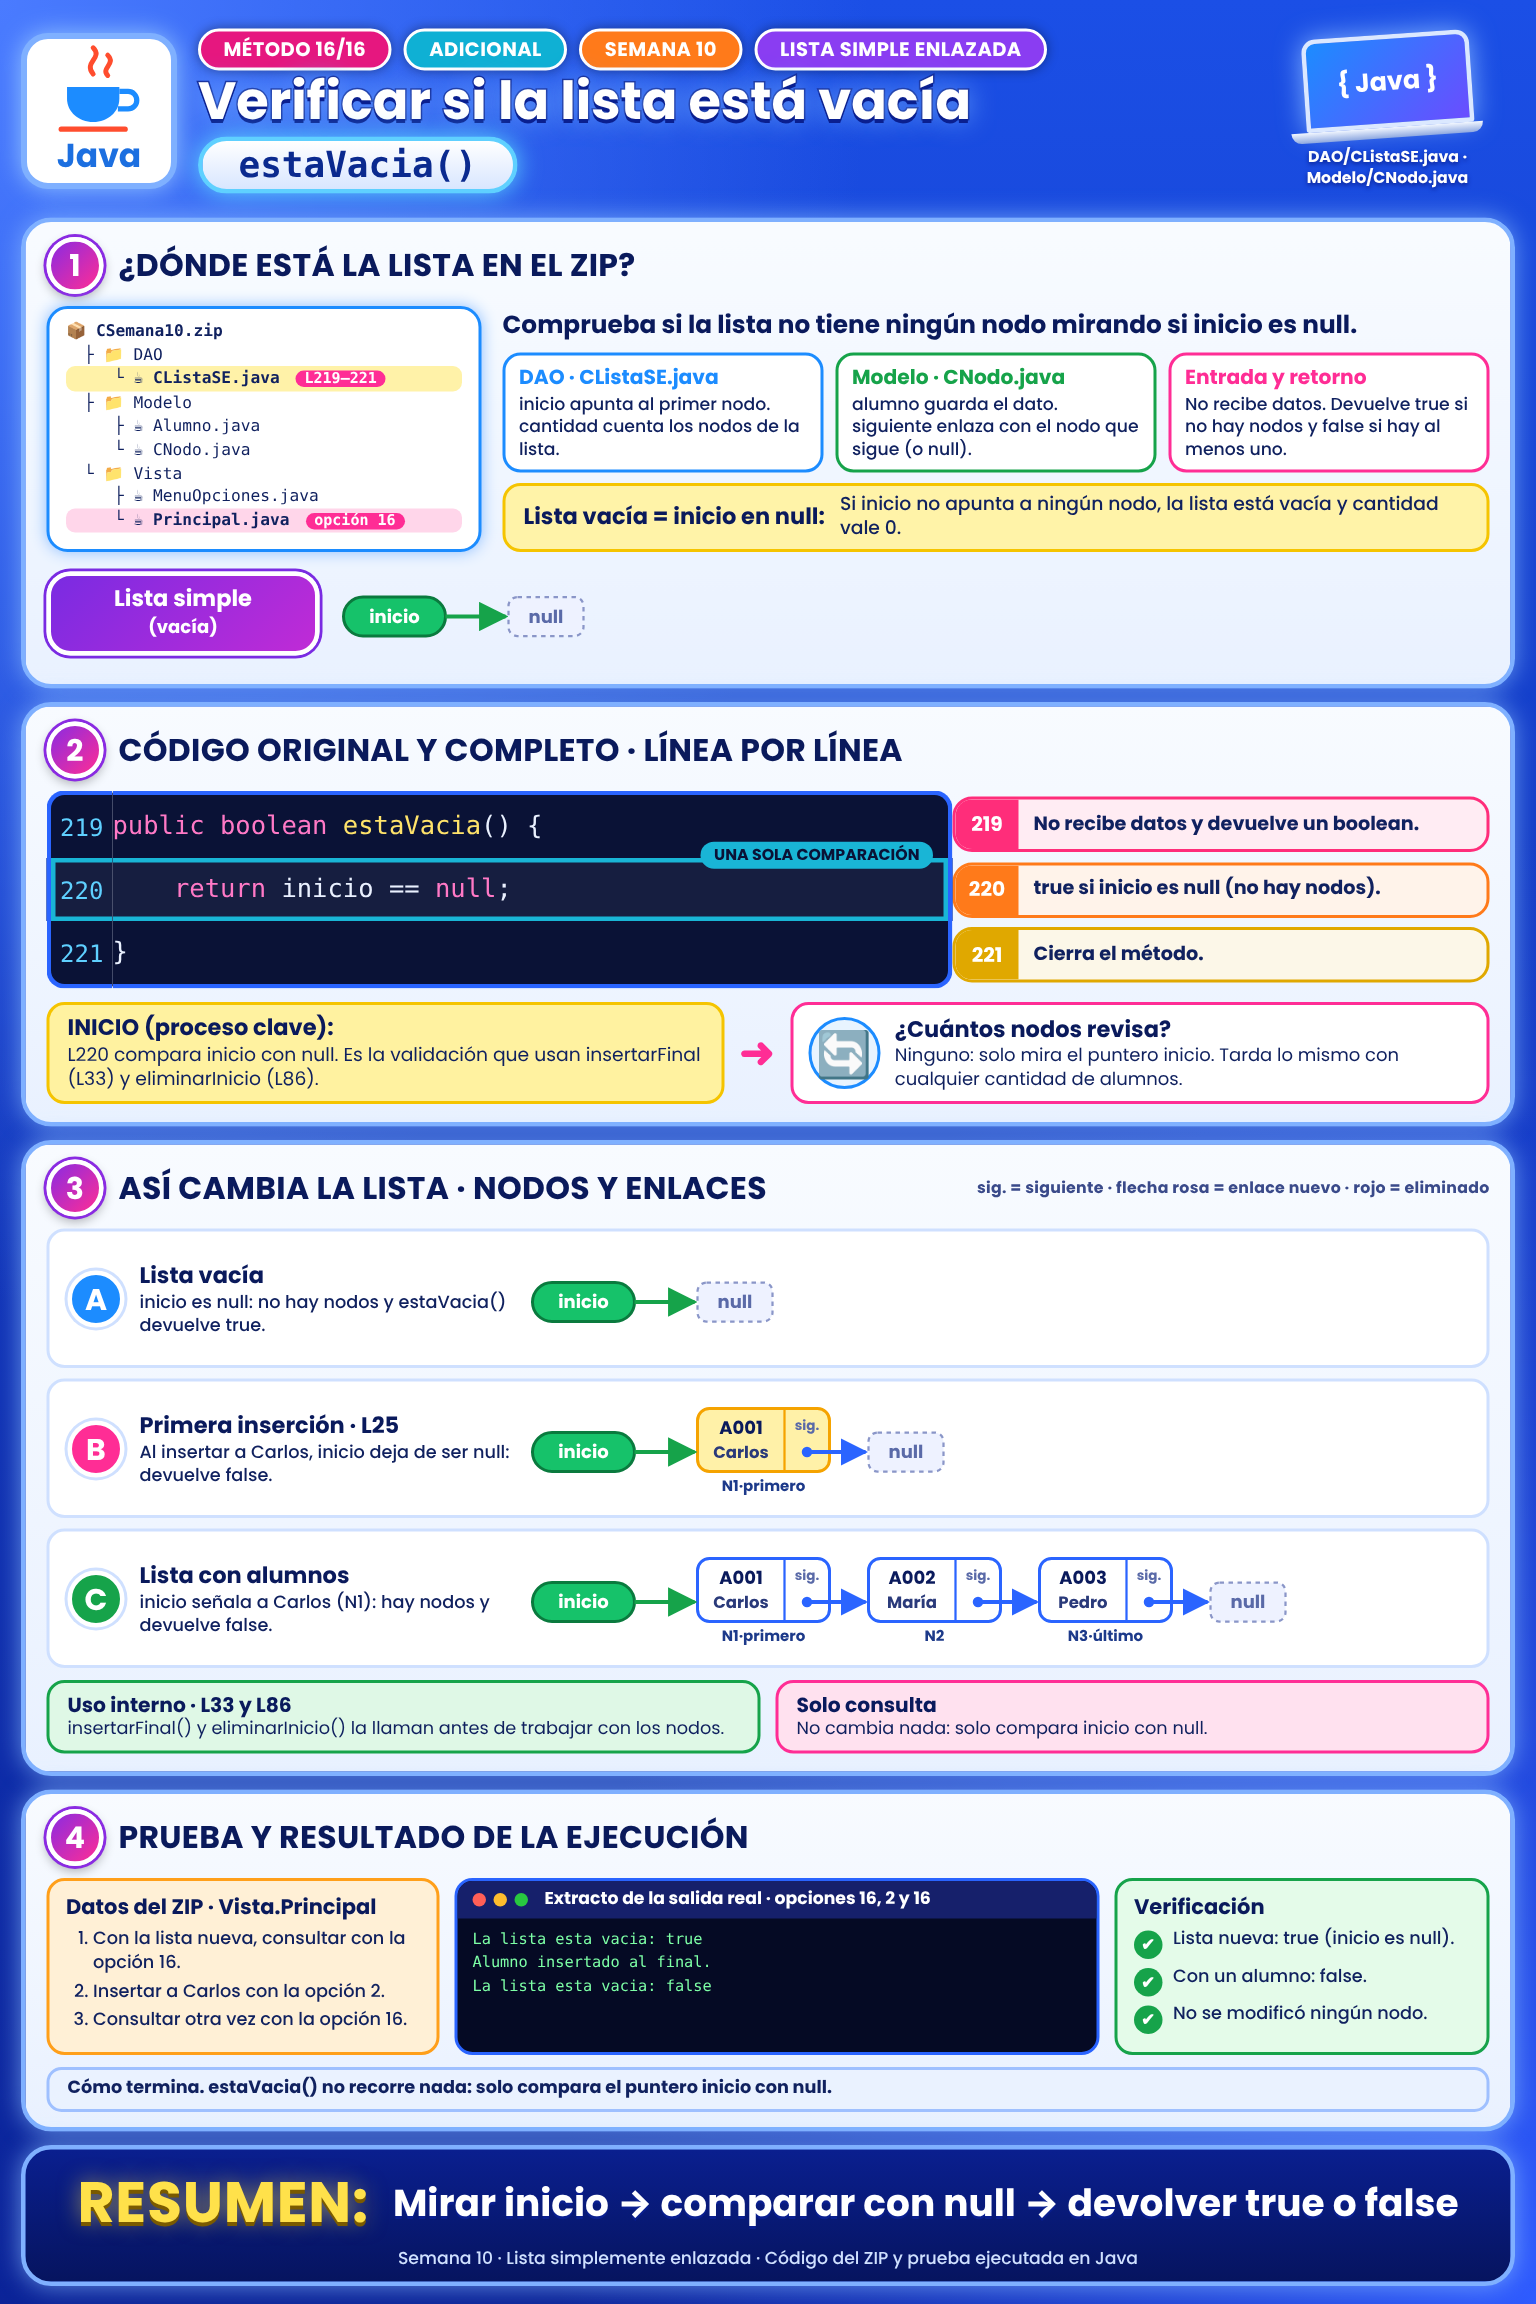 Java
MÉTODO 16/16
ADICIONAL
SEMANA 10
LISTA SIMPLE ENLAZADA
Verificar si la lista está vacía
estaVacia()
{ Java }
DAO/CListaSE.java ·
Modelo/CNodo.java
1
¿DÓNDE ESTÁ LA LISTA EN EL ZIP?
CSemana10.zip
DAO
CListaSE.java L219–221
Modelo
Alumno.java
CNodo.java
Vista
MenuOpciones.java
Principal.java opción 16
Comprueba si la lista no tiene ningún nodo mirando si inicio es null.
DAO · CListaSE.java
inicio apunta al primer nodo.
cantidad cuenta los nodos de la
lista.
Modelo · CNodo.java
alumno guarda el dato.
siguiente enlaza con el nodo que
sigue (o null).
Entrada y retorno
No recibe datos. Devuelve true si
no hay nodos y false si hay al
menos uno.
Lista vacía = inicio en null:
Si inicio no apunta a ningún nodo, la lista está vacía y cantidad
vale 0.
Lista simple
(vacía)
inicio
null
2
CÓDIGO ORIGINAL Y COMPLETO · LÍNEA POR LÍNEA
219 public boolean estaVacia() {
UNA SOLA COMPARACIÓN
220 return inicio == null;
221 }
219 No recibe datos y devuelve un boolean.
220 true si inicio es null (no hay nodos).
221 Cierra el método.
INICIO (proceso clave):
L220 compara inicio con null. Es la validación que usan insertarFinal
(L33) y eliminarInicio (L86).
➜
¿Cuántos nodos revisa?
Ninguno: solo mira el puntero inicio. Tarda lo mismo con
cualquier cantidad de alumnos.
3
ASÍ CAMBIA LA LISTA · NODOS Y ENLACES
sig. = siguiente · flecha rosa = enlace nuevo · rojo = eliminado
A
Lista vacía
inicio es null: no hay nodos y estaVacia()
devuelve true.
inicio
null
B
Primera inserción · L25
Al insertar a Carlos, inicio deja de ser null:
devuelve false.
inicio
A001 sig.
Carlos
N1·primero
null
C
Lista con alumnos
inicio señala a Carlos (N1): hay nodos y
devuelve false.
inicio
A001 sig.
Carlos
N1·primero
A002 sig.
María
N2
A003 sig.
Pedro
N3·último
null
Uso interno · L33 y L86
insertarFinal() y eliminarInicio() la llaman antes de trabajar con los nodos.
Solo consulta
No cambia nada: solo compara inicio con null.
4
PRUEBA Y RESULTADO DE LA EJECUCIÓN
Datos del ZIP · Vista.Principal
1. Con la lista nueva, consultar con la
opción 16.
2. Insertar a Carlos con la opción 2.
3. Consultar otra vez con la opción 16.
Extracto de la salida real · opciones 16, 2 y 16
La lista esta vacia: true
Alumno insertado al final.
La lista esta vacia: false
Verificación
✔ Lista nueva: true (inicio es null).
✔ Con un alumno: false.
✔ No se modificó ningún nodo.
Cómo termina. estaVacia() no recorre nada: solo compara el puntero inicio con null.
RESUMEN: Mirar inicio → comparar con null → devolver true o false
Semana 10 · Lista simplemente enlazada · Código del ZIP y prueba ejecutada en Java